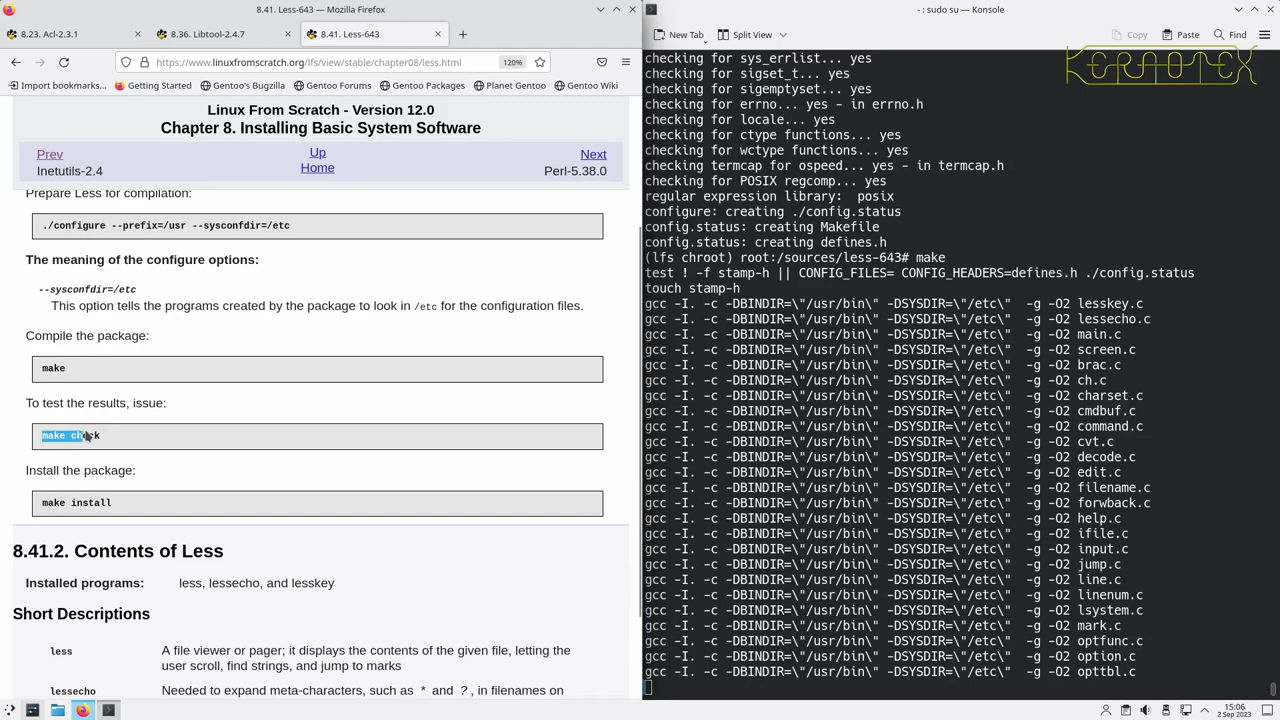 8.41. Less-643 — Mozilla Firefox
8.23. Acl-2.3.1
8.36. Libtool-2.4.7
8.41. Less-643
https://www.linuxfromscratch.org/lfs/view/stable/chapter08/less.html
120%
Import bookmarks...
Getting Started
Gentoo's Bugzilla
Gentoo Forums
Gentoo Packages
Planet Gentoo
Gentoo Wiki
Linux From Scratch - Version 12.0
Chapter 8. Installing Basic System Software
Prev
Up
Next
Inetutils-2.4
Home
Perl-5.38.0
Prepare Less for compilation:
./configure --prefix=/usr --sysconfdir=/etc
The meaning of the configure options:
--sysconfdir=/etc
This option tells the programs created by the package to look in /etc for the configuration files.
Compile the package:
make
To test the results, issue:
make check
Install the package:
make install
8.41.2. Contents of Less
Installed programs: less, lessecho, and lesskey
Short Descriptions
less A file viewer or pager; it displays the contents of the given file, letting the
user scroll, find strings, and jump to marks
lessecho Needed to expand meta-characters, such as * and ?, in filenames on
- : sudo su — Konsole
New Tab
Split View
Copy
Paste
Find
KERNOTEX
checking for sys_errlist... yes
checking for sigset_t... yes
checking for sigemptyset... yes
checking for errno... yes - in errno.h
checking for locale... yes
checking for ctype functions... yes
checking for wctype functions... yes
checking termcap for ospeed... yes - in termcap.h
checking for POSIX regcomp... yes
regular expression library:  posix
configure: creating ./config.status
config.status: creating Makefile
config.status: creating defines.h
(lfs chroot) root:/sources/less-643# make
test ! -f stamp-h || CONFIG_FILES= CONFIG_HEADERS=defines.h ./config.status
touch stamp-h
gcc -I. -c -DBINDIR=\"/usr/bin\" -DSYSDIR=\"/etc\"  -g -O2 lesskey.c
gcc -I. -c -DBINDIR=\"/usr/bin\" -DSYSDIR=\"/etc\"  -g -O2 lessecho.c
gcc -I. -c -DBINDIR=\"/usr/bin\" -DSYSDIR=\"/etc\"  -g -O2 main.c
gcc -I. -c -DBINDIR=\"/usr/bin\" -DSYSDIR=\"/etc\"  -g -O2 screen.c
gcc -I. -c -DBINDIR=\"/usr/bin\" -DSYSDIR=\"/etc\"  -g -O2 brac.c
gcc -I. -c -DBINDIR=\"/usr/bin\" -DSYSDIR=\"/etc\"  -g -O2 ch.c
gcc -I. -c -DBINDIR=\"/usr/bin\" -DSYSDIR=\"/etc\"  -g -O2 charset.c
gcc -I. -c -DBINDIR=\"/usr/bin\" -DSYSDIR=\"/etc\"  -g -O2 cmdbuf.c
gcc -I. -c -DBINDIR=\"/usr/bin\" -DSYSDIR=\"/etc\"  -g -O2 command.c
gcc -I. -c -DBINDIR=\"/usr/bin\" -DSYSDIR=\"/etc\"  -g -O2 cvt.c
gcc -I. -c -DBINDIR=\"/usr/bin\" -DSYSDIR=\"/etc\"  -g -O2 decode.c
gcc -I. -c -DBINDIR=\"/usr/bin\" -DSYSDIR=\"/etc\"  -g -O2 edit.c
gcc -I. -c -DBINDIR=\"/usr/bin\" -DSYSDIR=\"/etc\"  -g -O2 filename.c
gcc -I. -c -DBINDIR=\"/usr/bin\" -DSYSDIR=\"/etc\"  -g -O2 forwback.c
gcc -I. -c -DBINDIR=\"/usr/bin\" -DSYSDIR=\"/etc\"  -g -O2 help.c
gcc -I. -c -DBINDIR=\"/usr/bin\" -DSYSDIR=\"/etc\"  -g -O2 ifile.c
gcc -I. -c -DBINDIR=\"/usr/bin\" -DSYSDIR=\"/etc\"  -g -O2 input.c
gcc -I. -c -DBINDIR=\"/usr/bin\" -DSYSDIR=\"/etc\"  -g -O2 jump.c
gcc -I. -c -DBINDIR=\"/usr/bin\" -DSYSDIR=\"/etc\"  -g -O2 line.c
gcc -I. -c -DBINDIR=\"/usr/bin\" -DSYSDIR=\"/etc\"  -g -O2 linenum.c
gcc -I. -c -DBINDIR=\"/usr/bin\" -DSYSDIR=\"/etc\"  -g -O2 lsystem.c
gcc -I. -c -DBINDIR=\"/usr/bin\" -DSYSDIR=\"/etc\"  -g -O2 mark.c
gcc -I. -c -DBINDIR=\"/usr/bin\" -DSYSDIR=\"/etc\"  -g -O2 optfunc.c
gcc -I. -c -DBINDIR=\"/usr/bin\" -DSYSDIR=\"/etc\"  -g -O2 option.c
gcc -I. -c -DBINDIR=\"/usr/bin\" -DSYSDIR=\"/etc\"  -g -O2 opttbl.c
15:06
2 Sep 2023